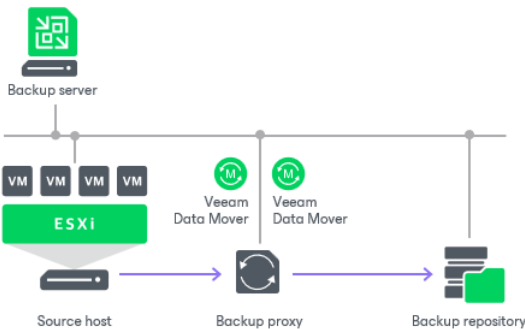 Backup server
VM VM VM VM
ESXi
M M
Veeam Data Mover
Veeam Data Mover
Source host
Backup proxy
Backup repository